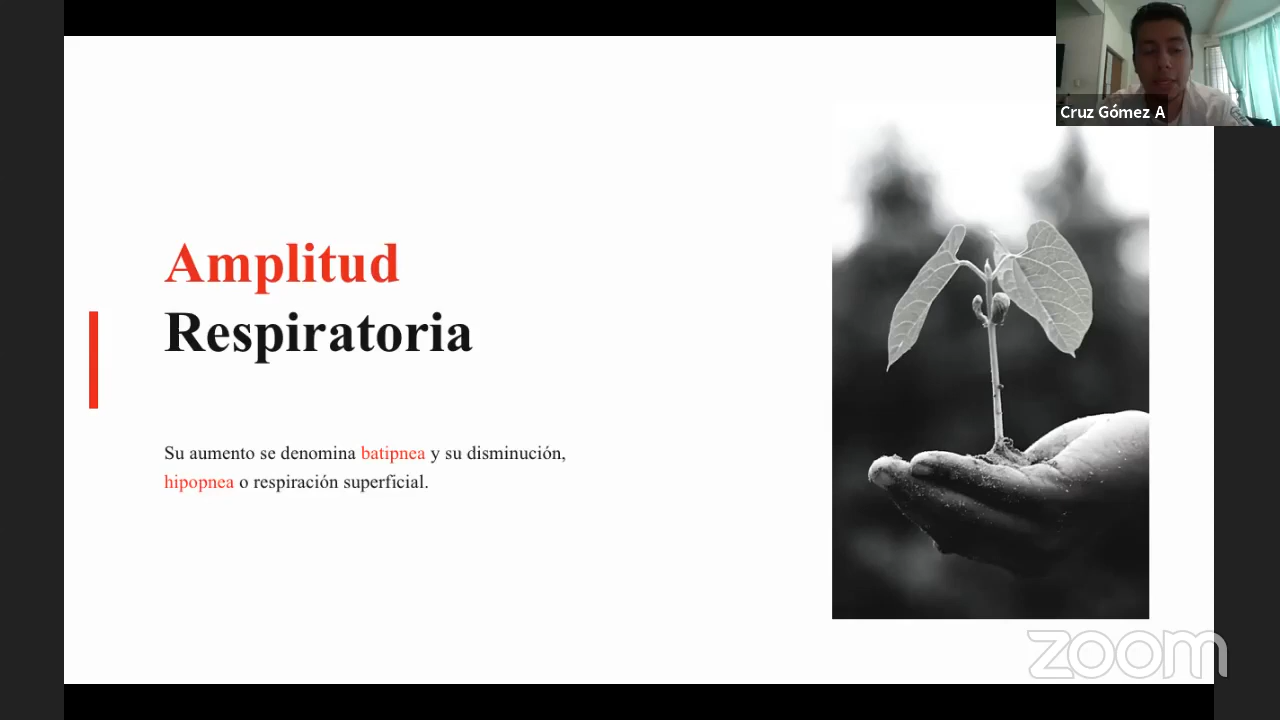 Cruz Gómez A
Amplitud
Respiratoria
Su aumento se denomina batipnea y su disminución,
hipopnea o respiración superficial.
zoom